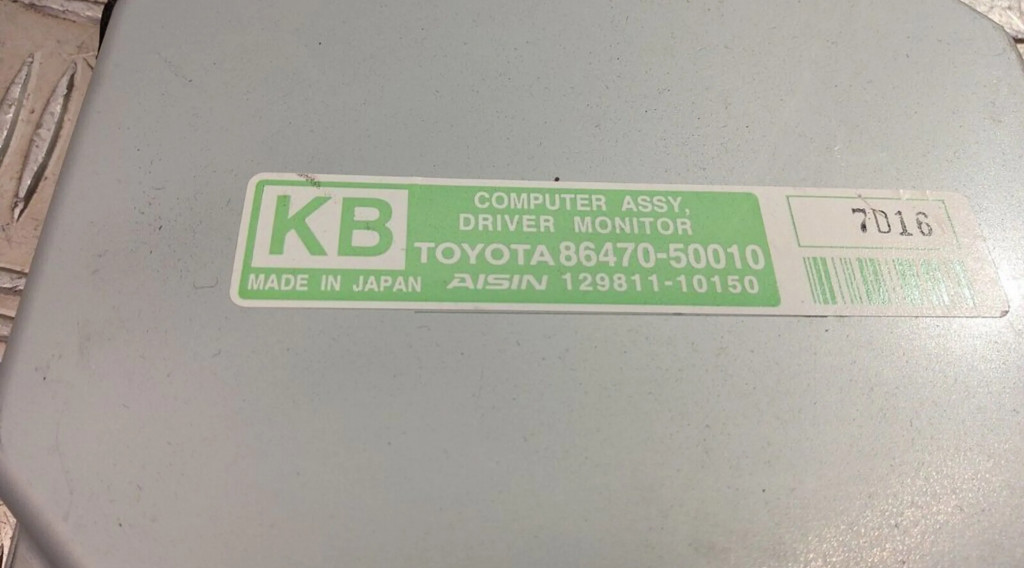 KB
COMPUTER ASSY,
DRIVER MONITOR
TOYOTA 86470-50010
MADE IN JAPAN AISIN 129811-10150
7D16